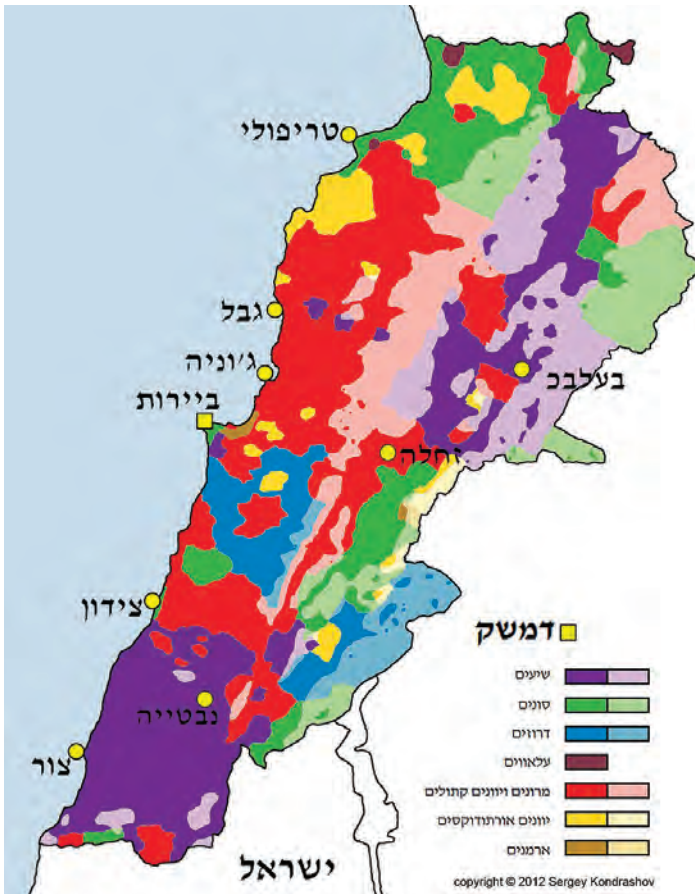 טריפולי
גבל
ג׳וניה
ביירות
בעלבכ
זחלה
צידון
דמשק
נבטייה
צור
ישראל
שיעים
סונים
דרוזים
עלאווים
מרונים ויוונים קתולים
יוונים אורתודוקסים
ארמנים
copyright © 2012 Sergey Kondrashov